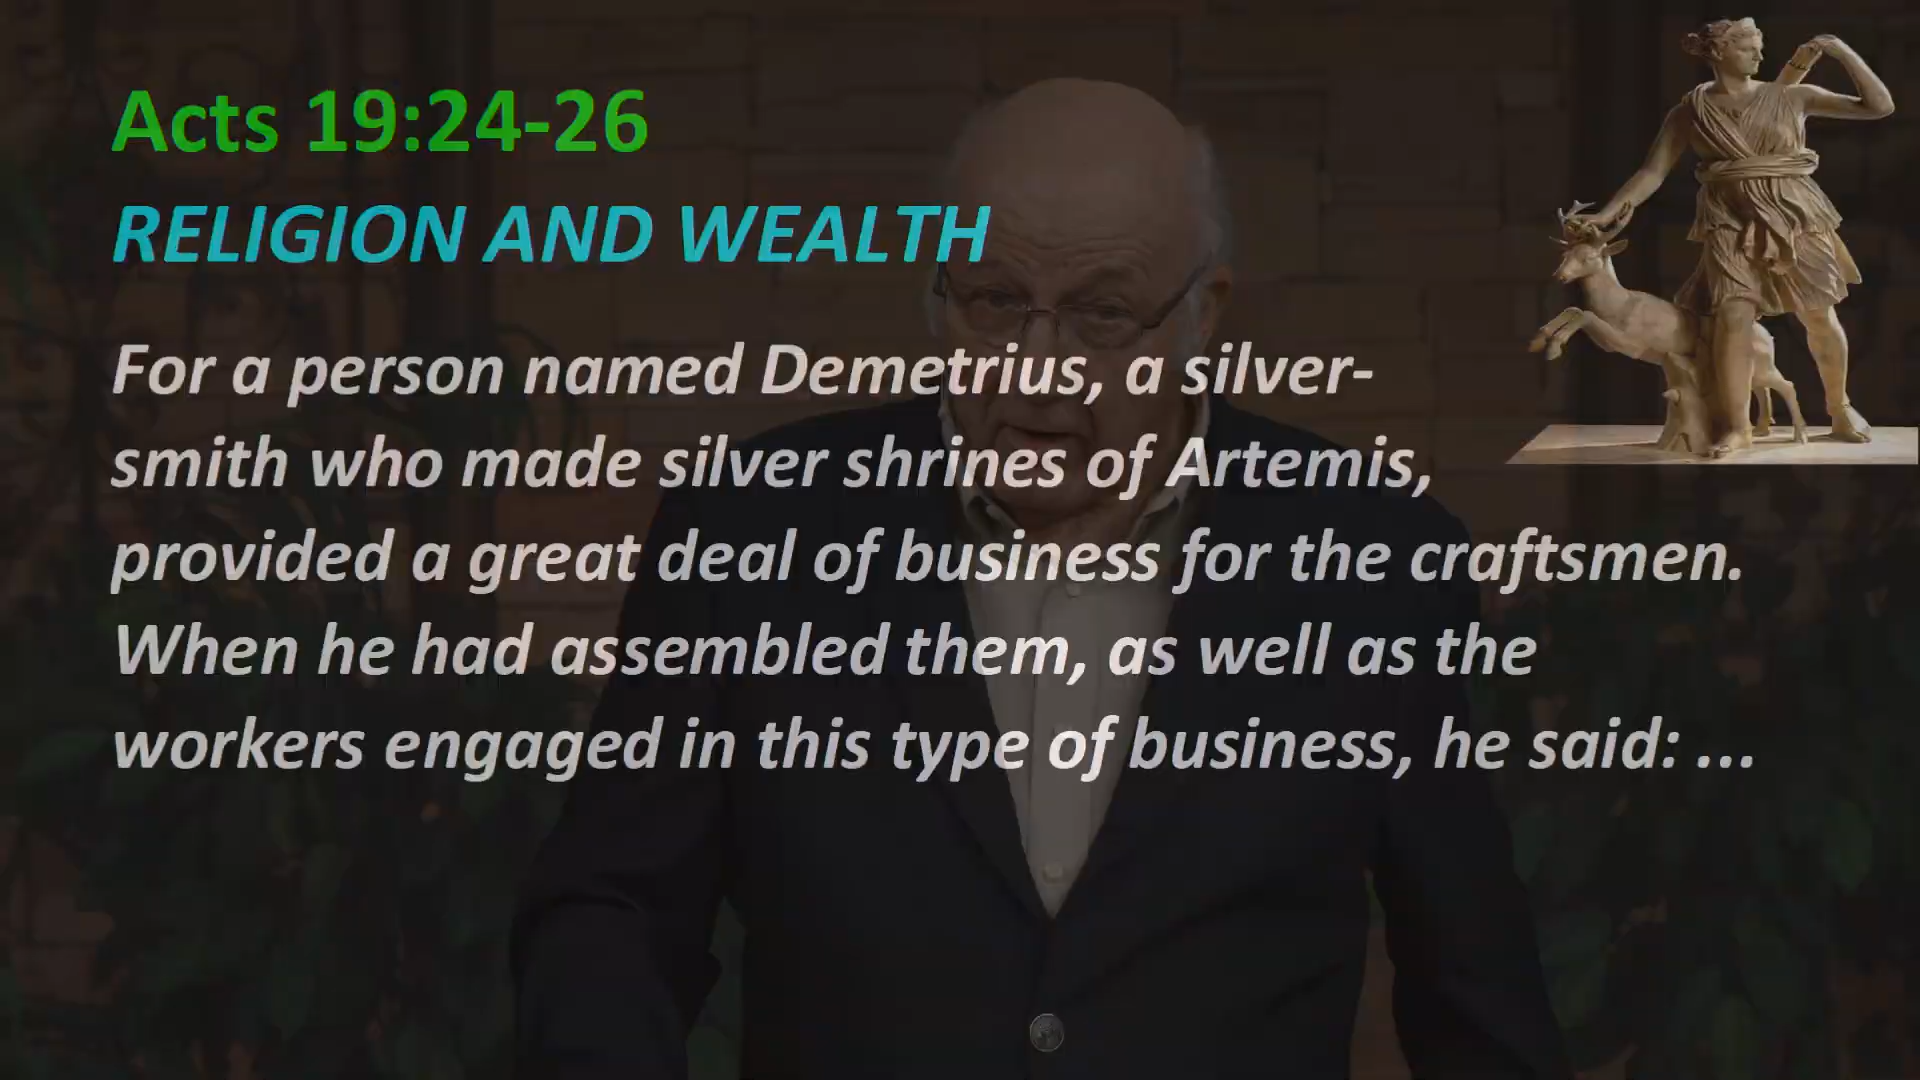 Acts 19:24-26
RELIGION AND WEALTH
For a person named Demetrius, a silver-
smith who made silver shrines of Artemis,
provided a great deal of business for the craftsmen.
When he had assembled them, as well as the
workers engaged in this type of business, he said: ...